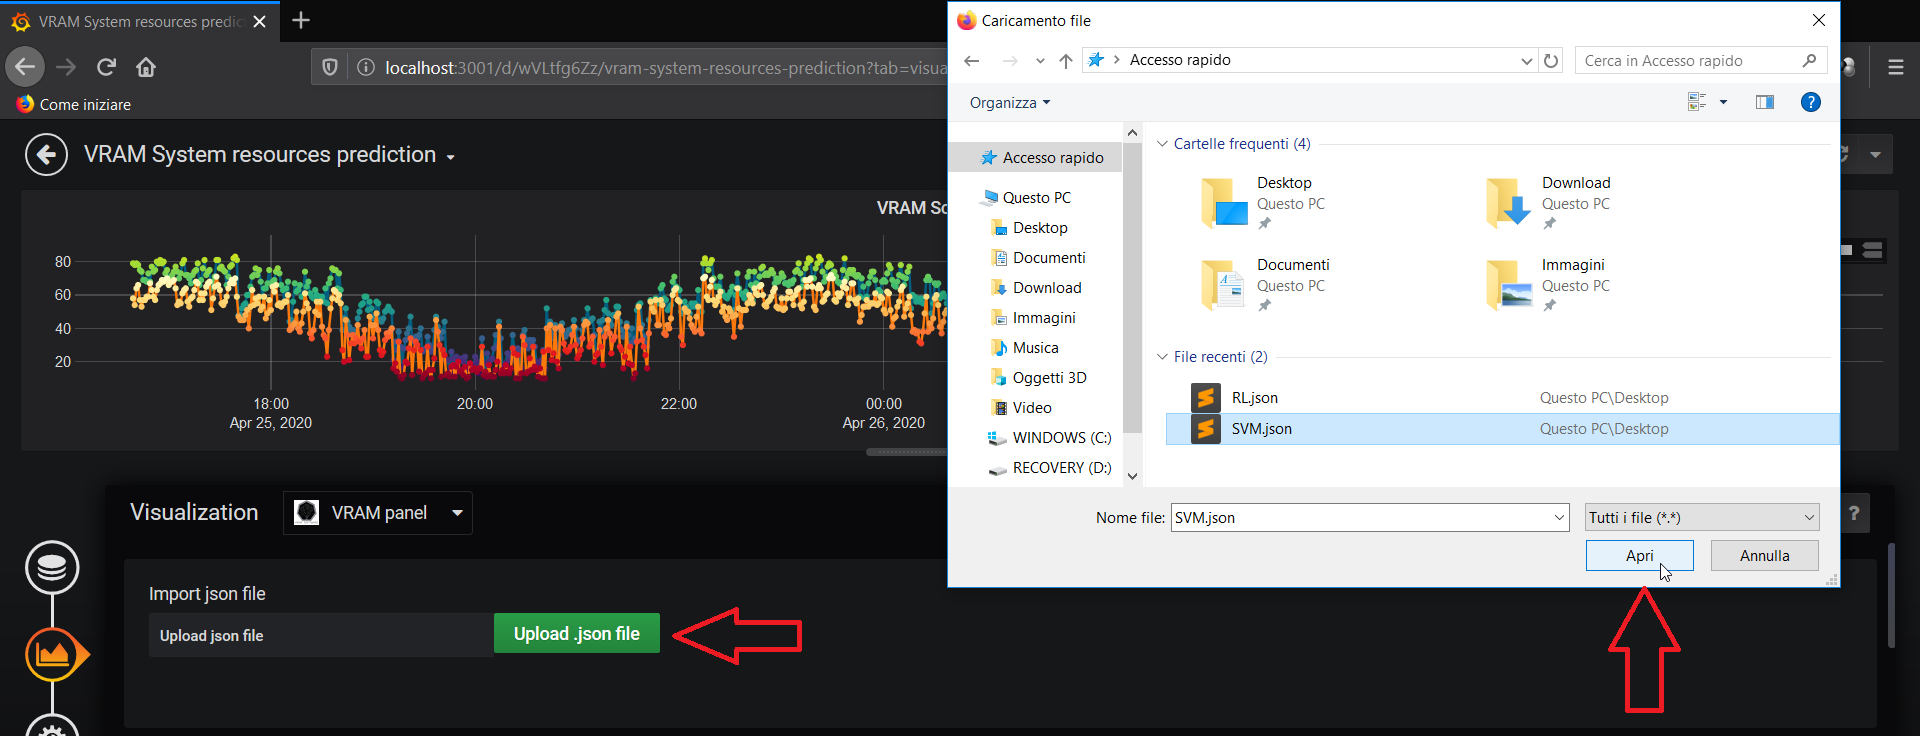 VRAM System resources predic
localhost:3001/d/wVLtfg6Zz/vram-system-resources-prediction?tab=visua
Come iniziare
VRAM System resources prediction
VRAM Sc
80
60
40
20
18:00
Apr 25, 2020
20:00
22:00
00:00
Apr 26, 2020
Visualization
VRAM panel
?
Import json file
Upload json file
Upload .json file
Caricamento file
Accesso rapido
Cerca in Accesso rapido
Organizza
?
Accesso rapido
Questo PC
Desktop
Documenti
Download
Immagini
Musica
Oggetti 3D
Video
WINDOWS (C:)
RECOVERY (D:)
Cartelle frequenti (4)
Desktop
Questo PC
Download
Questo PC
Documenti
Questo PC
Immagini
Questo PC
File recenti (2)
RL.json
Questo PC\Desktop
SVM.json
Questo PC\Desktop
Nome file:
SVM.json
Tutti i file (*.*)
Apri
Annulla